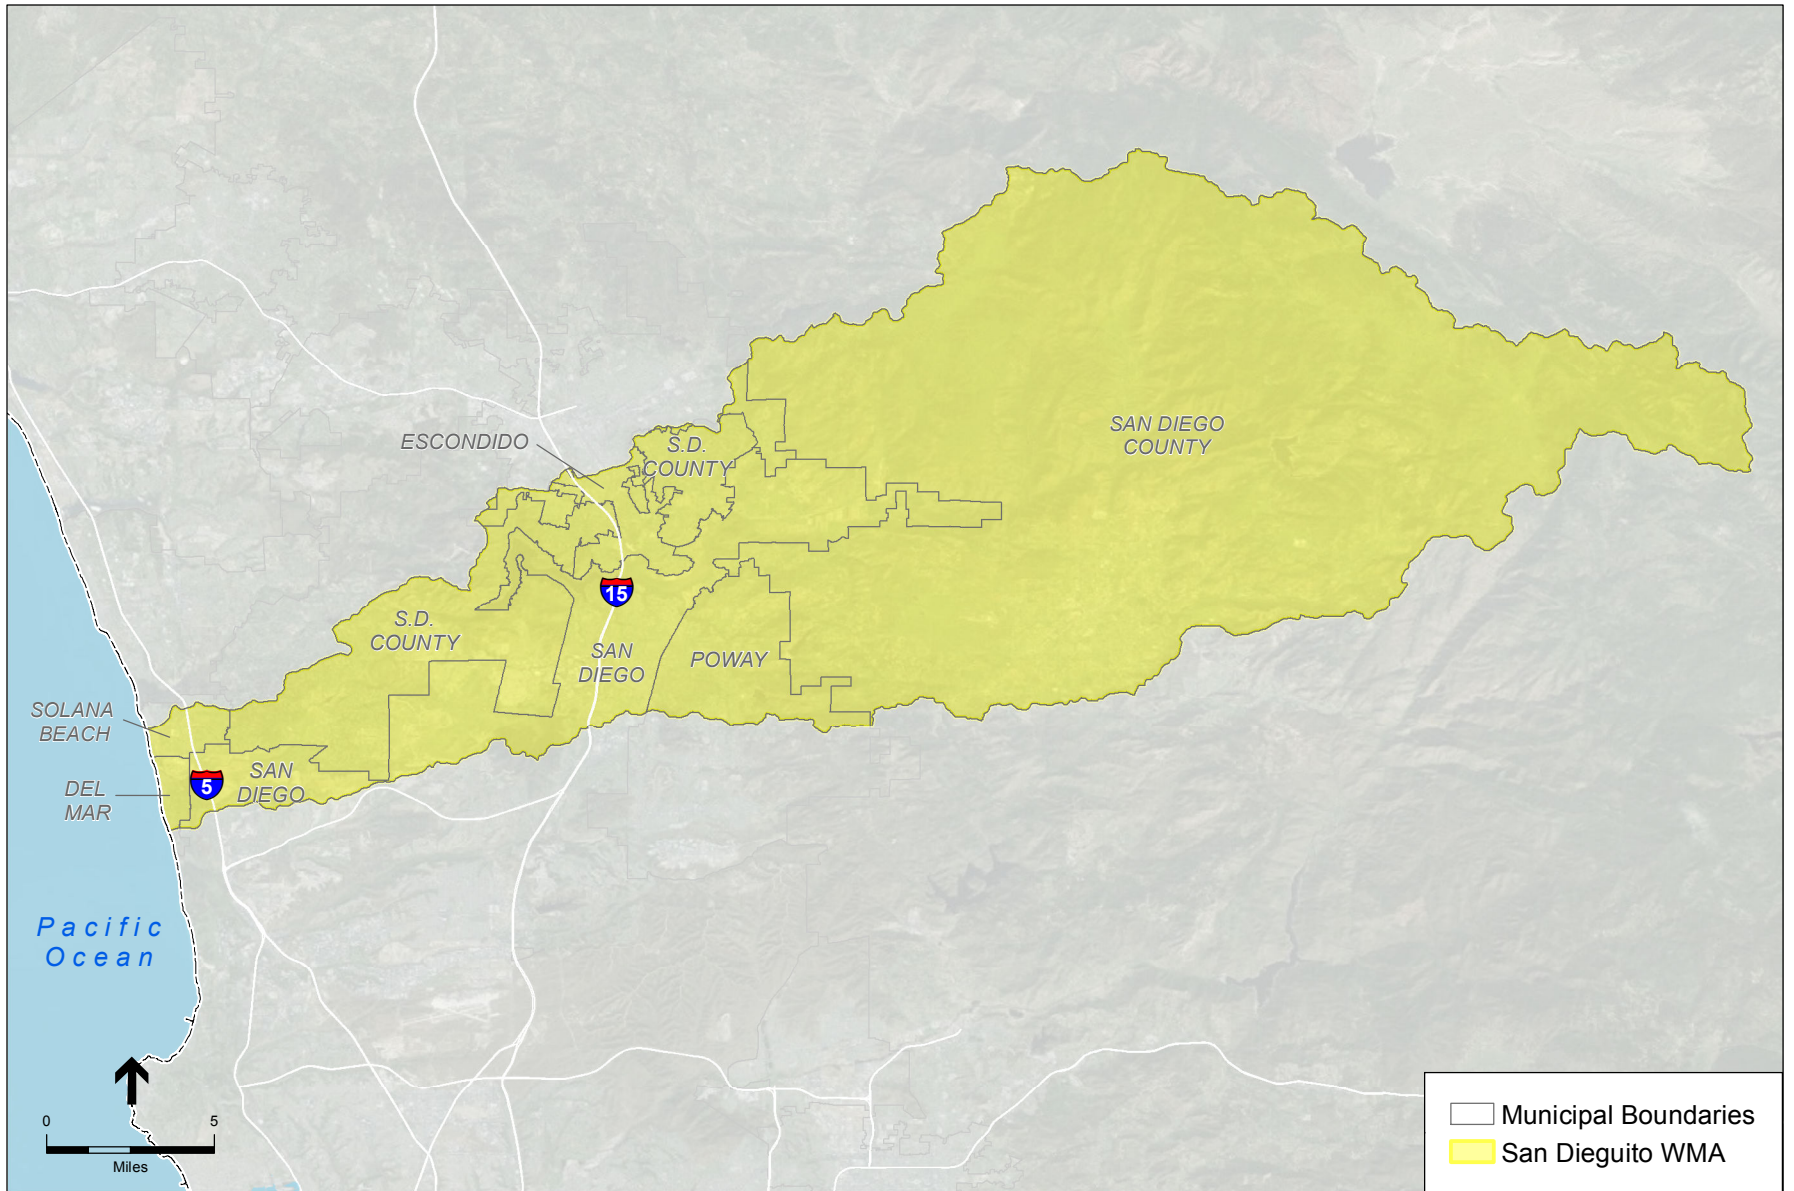 SAN DIEGO
COUNTY
ESCONDIDO
S.D.
COUNTY
15
S.D.
COUNTY
SAN
DIEGO
POWAY
SOLANA
BEACH
5
SAN
DIEGO
DEL
MAR
Pacific
Ocean
0 5
Miles
Municipal Boundaries
San Dieguito WMA